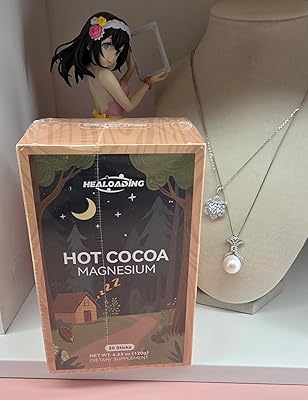 HEALOADING
HOT COCOA
MAGNESIUM
zzZ
20 Sticks
NET WT. 4.23 OZ (120g)
DIETARY SUPPLEMENT